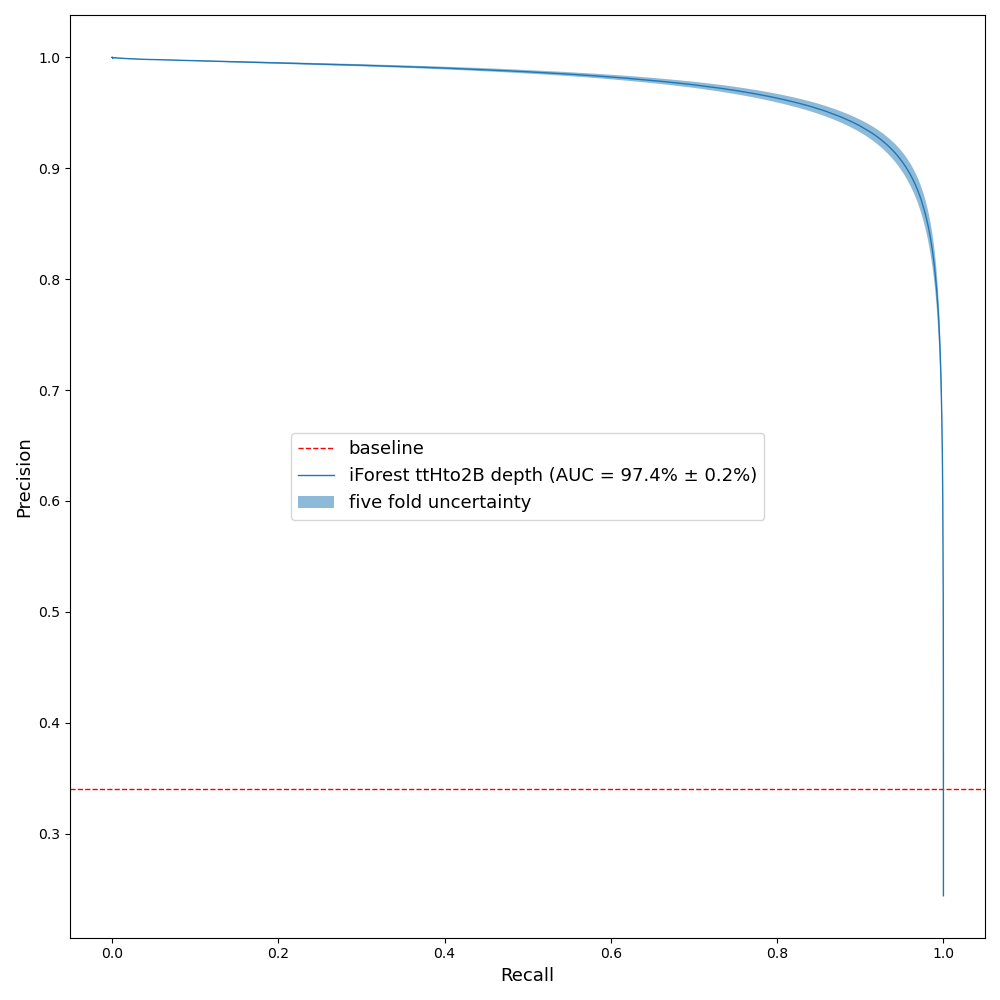 1.0
0.9
0.8
0.7
0.6
0.5
0.4
0.3
Precision
baseline
iForest ttHto2B depth (AUC = 97.4% ± 0.2%)
five fold uncertainty
0.0 0.2 0.4 0.6 0.8 1.0
Recall